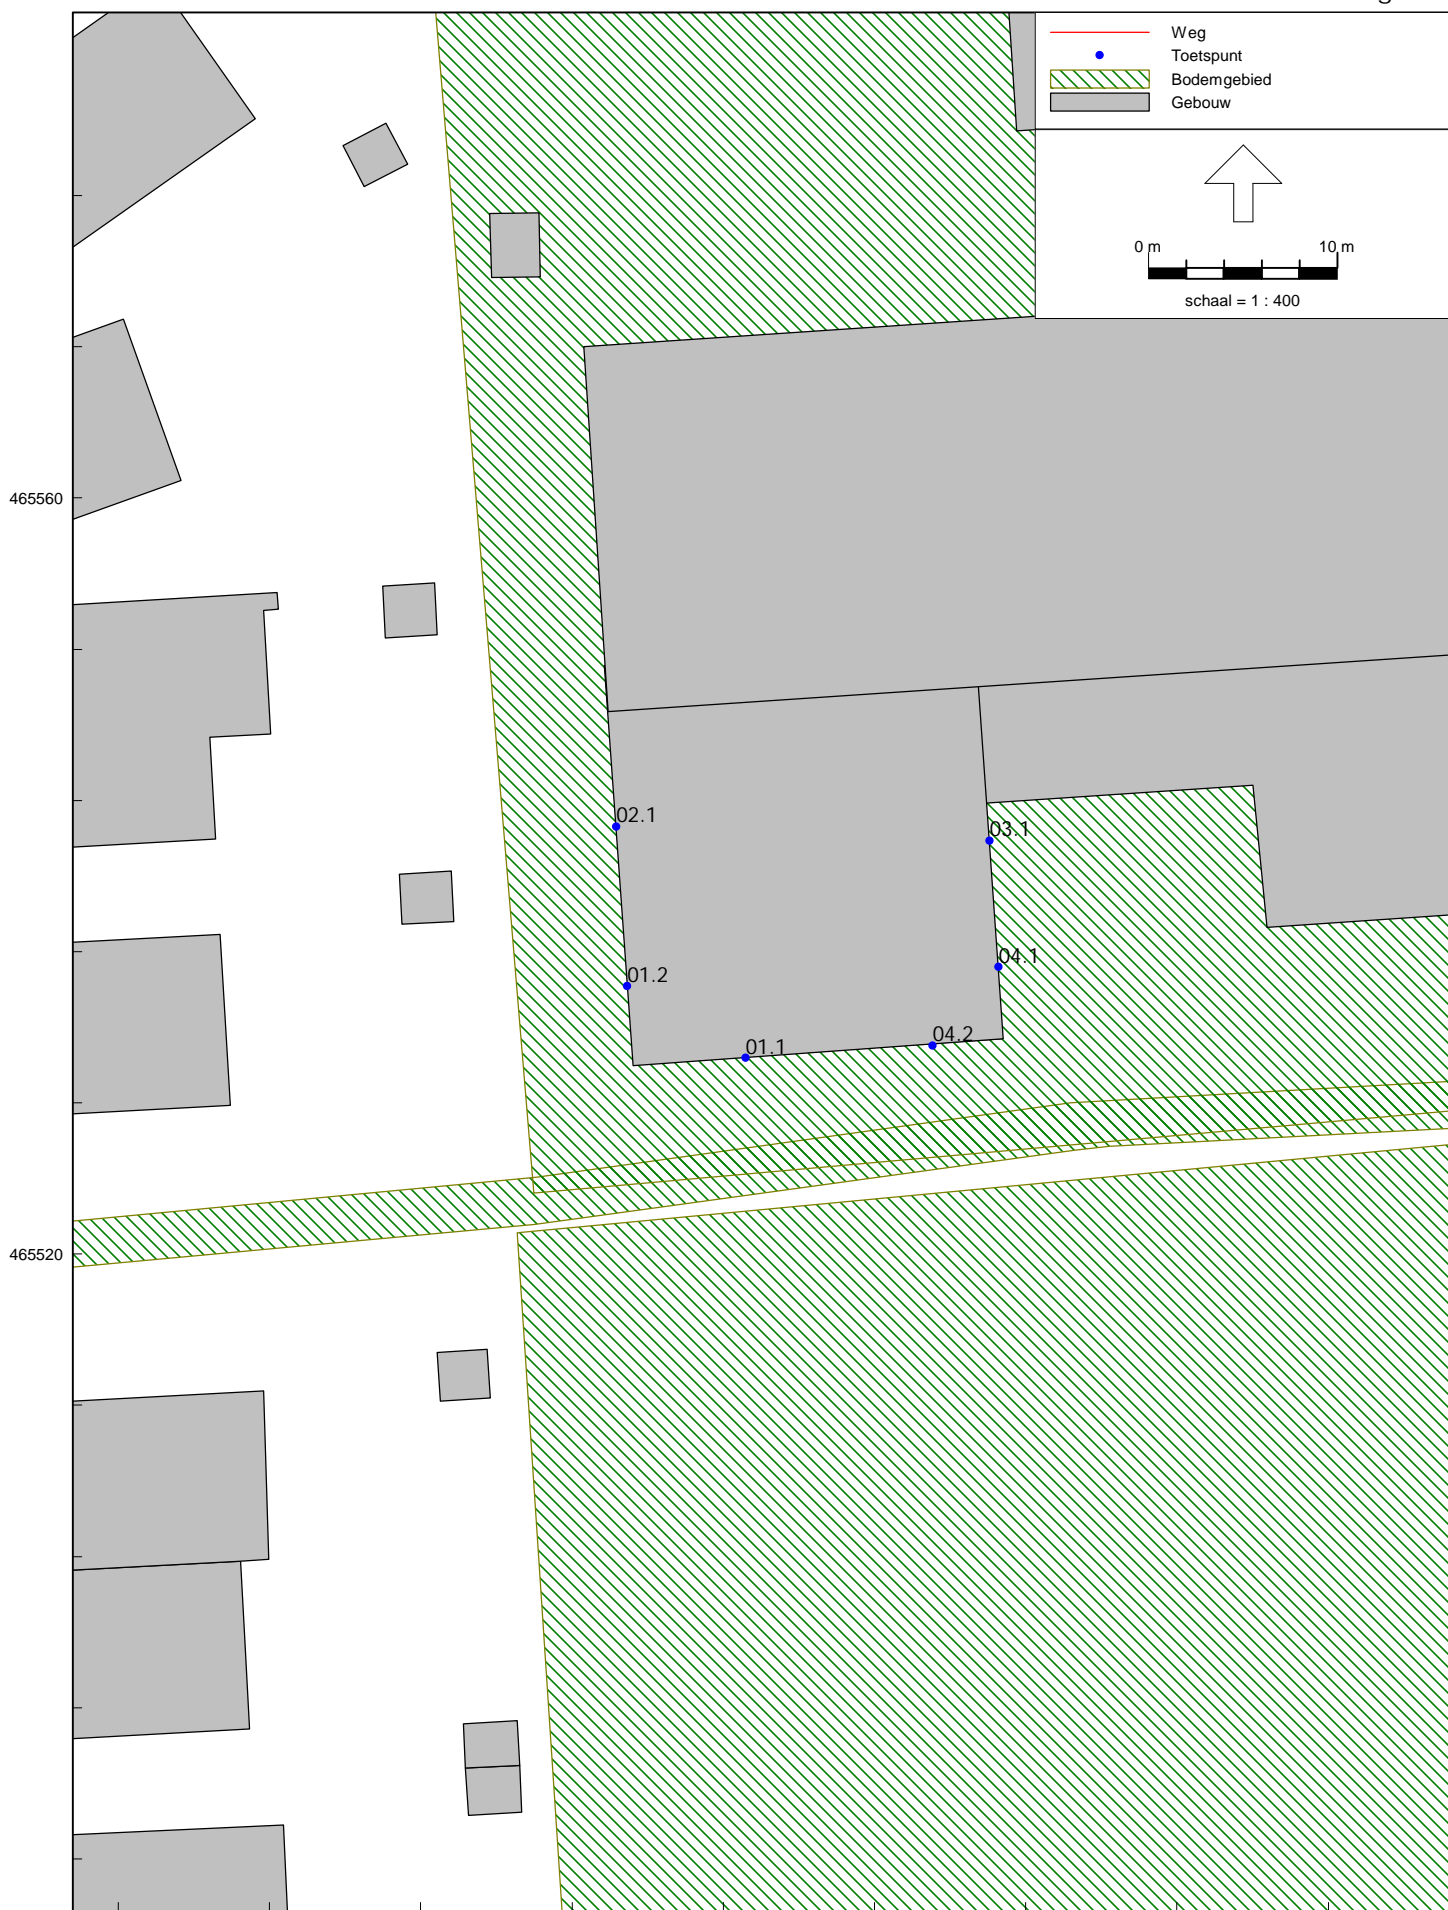 Weg
Toetspunt
Bodemgebied
Gebouw
0 m 10 m
schaal = 1 : 400
465560
02.1
03.1
04.1
01.2
04.2
01.1
465520